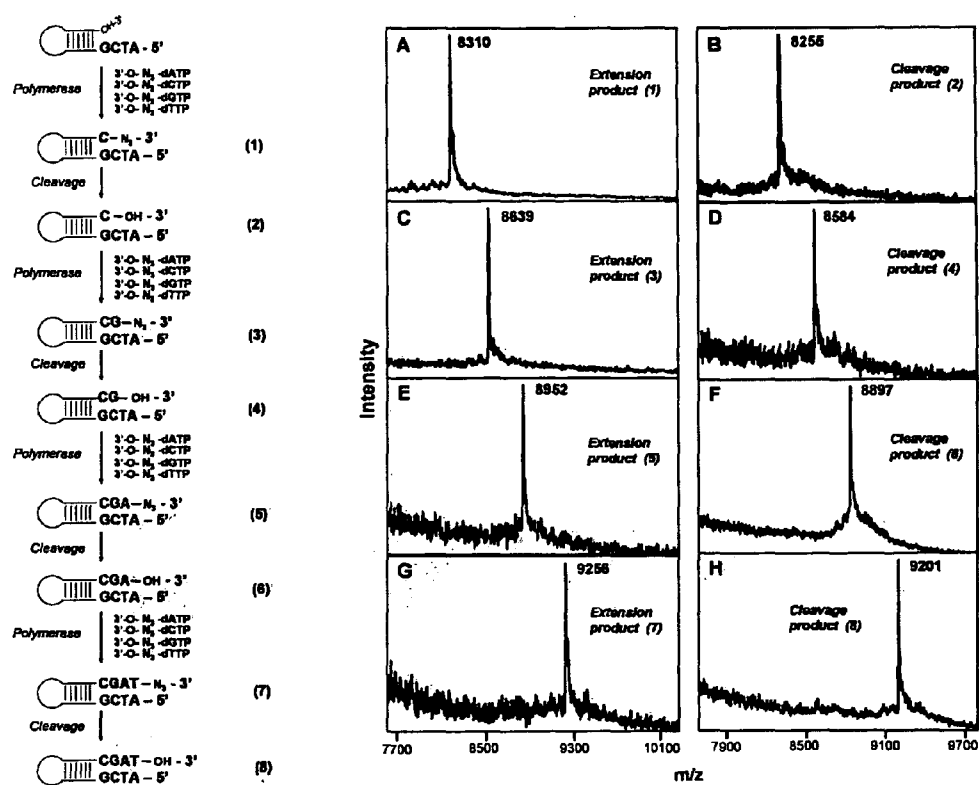 OH-3'
GCTA - 5'
Polymerase
3'-O- N3 -dATP
3'-O- N3 -dCTP
3'-O- N3 -dGTP
3'-O- N3 -dTTP
C- N3 - 3'
GCTA - 5'
(1)
Cleavage
C- OH - 3'
GCTA - 5'
(2)
Polymerase
3'-O- N3 -dATP
3'-O- N3 -dCTP
3'-O- N3 -dGTP
3'-O- N3 -dTTP
CG- N3 - 3'
GCTA - 5'
(3)
Cleavage
CG- OH - 3'
GCTA - 5'
(4)
Polymerase
3'-O- N3 -dATP
3'-O- N3 -dCTP
3'-O- N3 -dGTP
3'-O- N3 -dTTP
CGA- N3 - 3'
GCTA - 5'
(5)
Cleavage
CGA- OH - 3'
GCTA - 5'
(6)
Polymerase
3'-O- N3 -dATP
3'-O- N3 -dCTP
3'-O- N3 -dGTP
3'-O- N3 -dTTP
CGAT- N3 - 3'
GCTA - 5'
(7)
Cleavage
CGAT- OH - 3'
GCTA - 5'
(8)
Intensity
A 8310
Extension
product (1)
B 8255
Cleavage
product (2)
C 8639
Extension
product (3)
D 8584
Cleavage
product (4)
E 8952
Extension
product (5)
F 8897
Cleavage
product (6)
G 9256
Extension
product (7)
H 9201
Cleavage
product (8)
7700 8500 9300 10100
7900 8500 9100 9700
m/z